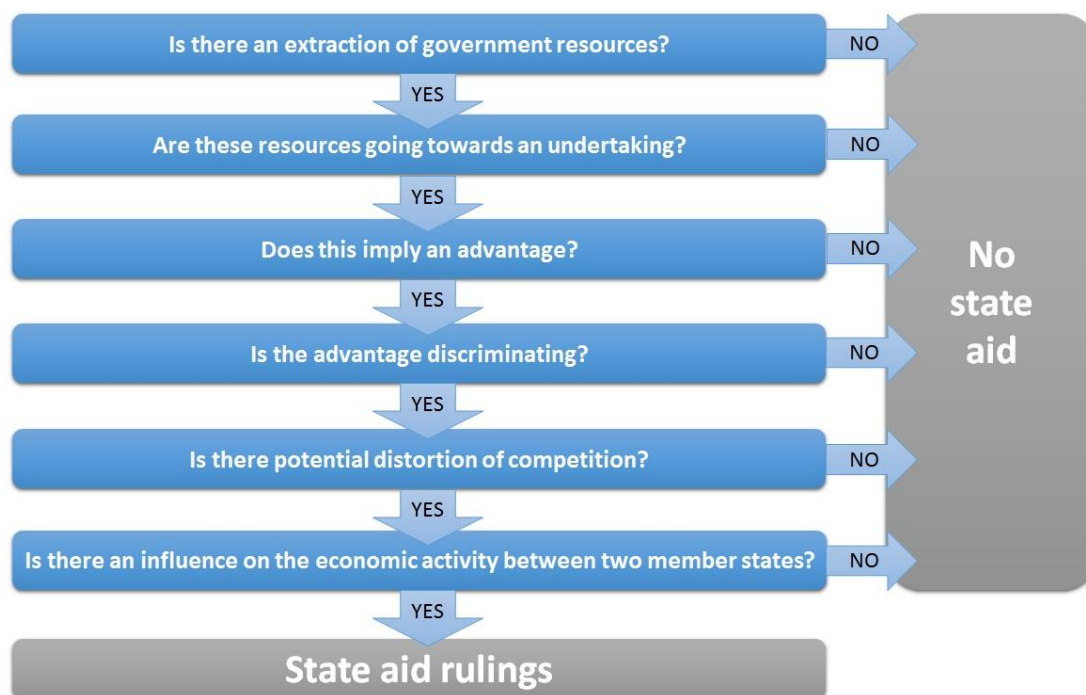 Is there an extraction of government resources?
NO
YES
Are these resources going towards an undertaking?
NO
YES
Does this imply an advantage?
NO
YES
Is the advantage discriminating?
NO
YES
Is there potential distortion of competition?
NO
YES
Is there an influence on the economic activity between two member states?
NO
YES
No
state
aid
State aid rulings